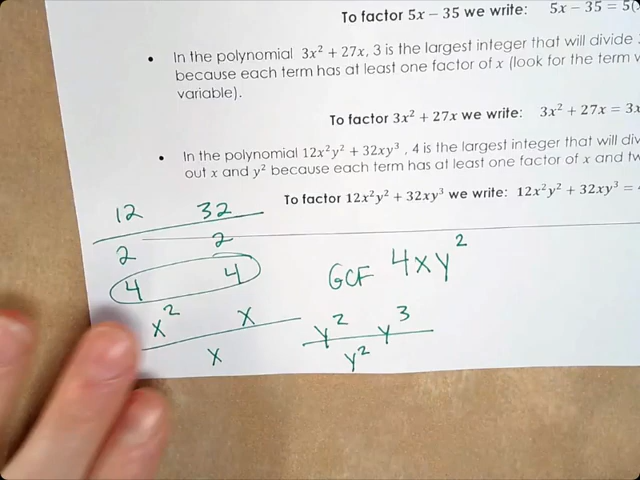 To factor 5x − 35 we write: 5x − 35 = 5(
• In the polynomial 3x² + 27x, 3 is the largest integer that will divide
because each term has at least one factor of x (look for the term
variable).
To factor 3x² + 27x we write: 3x² + 27x = 3x
• In the polynomial 12x²y² + 32xy³ , 4 is the largest integer that will div
out x and y² because each term has at least one factor of x and tw
To factor 12x²y² + 32xy³ we write: 12x²y² + 32xy³ =
12 32
2 2
4 4
GCF 4xy²
x² x
x
y² y³
y²